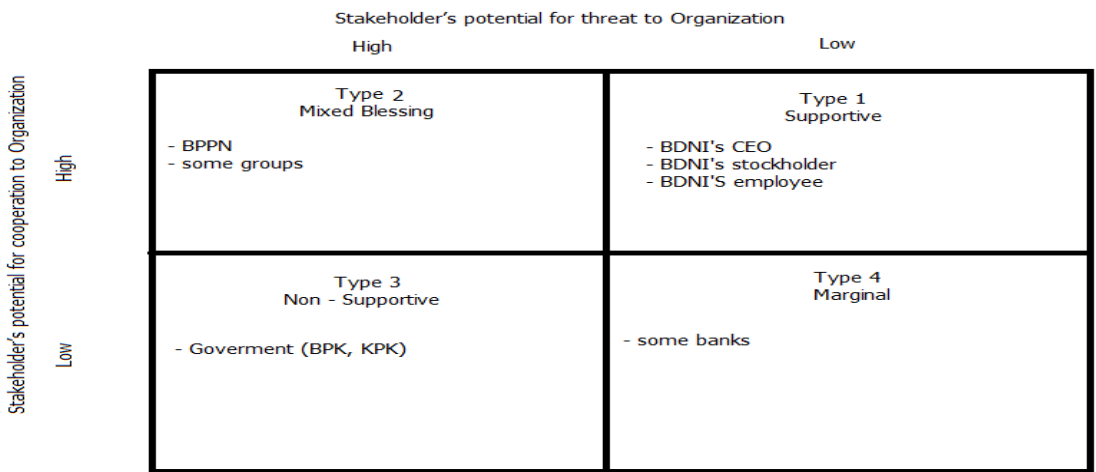 Stakeholder's potential for threat to Organization
High
Low
Stakeholder's potential for cooperation to Organization
High
Type 2
Mixed Blessing
- BPPN
- some groups
Type 1
Supportive
- BDNI's CEO
- BDNI's stockholder
- BDNI'S employee
Low
Type 3
Non - Supportive
- Goverment (BPK, KPK)
Type 4
Marginal
- some banks